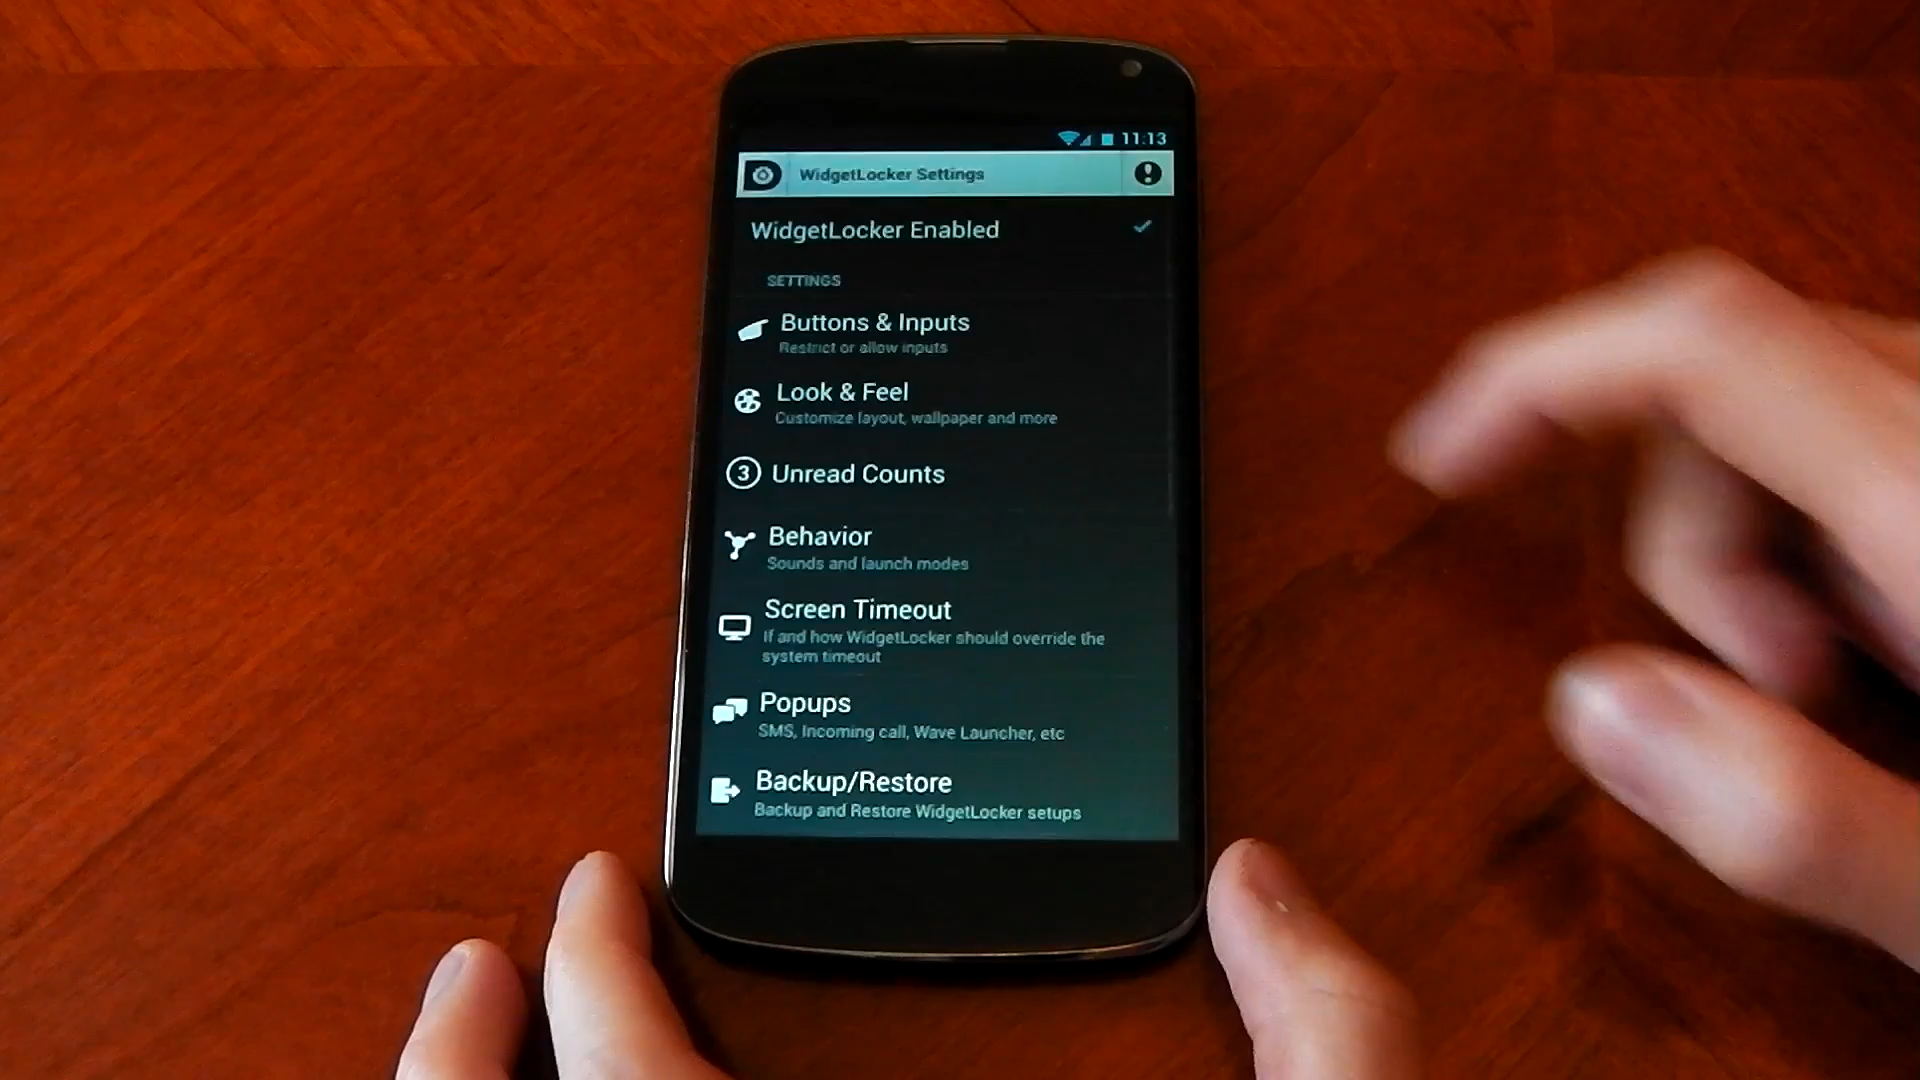 11:13
WidgetLocker Settings
WidgetLocker Enabled
SETTINGS
Buttons & Inputs
Restrict or allow inputs
Look & Feel
Customize layout, wallpaper and more
3
Unread Counts
Behavior
Sounds and launch modes
Screen Timeout
If and how WidgetLocker should override the
system timeout
Popups
SMS, Incoming call, Wave Launcher, etc
Backup/Restore
Backup and Restore WidgetLocker setups